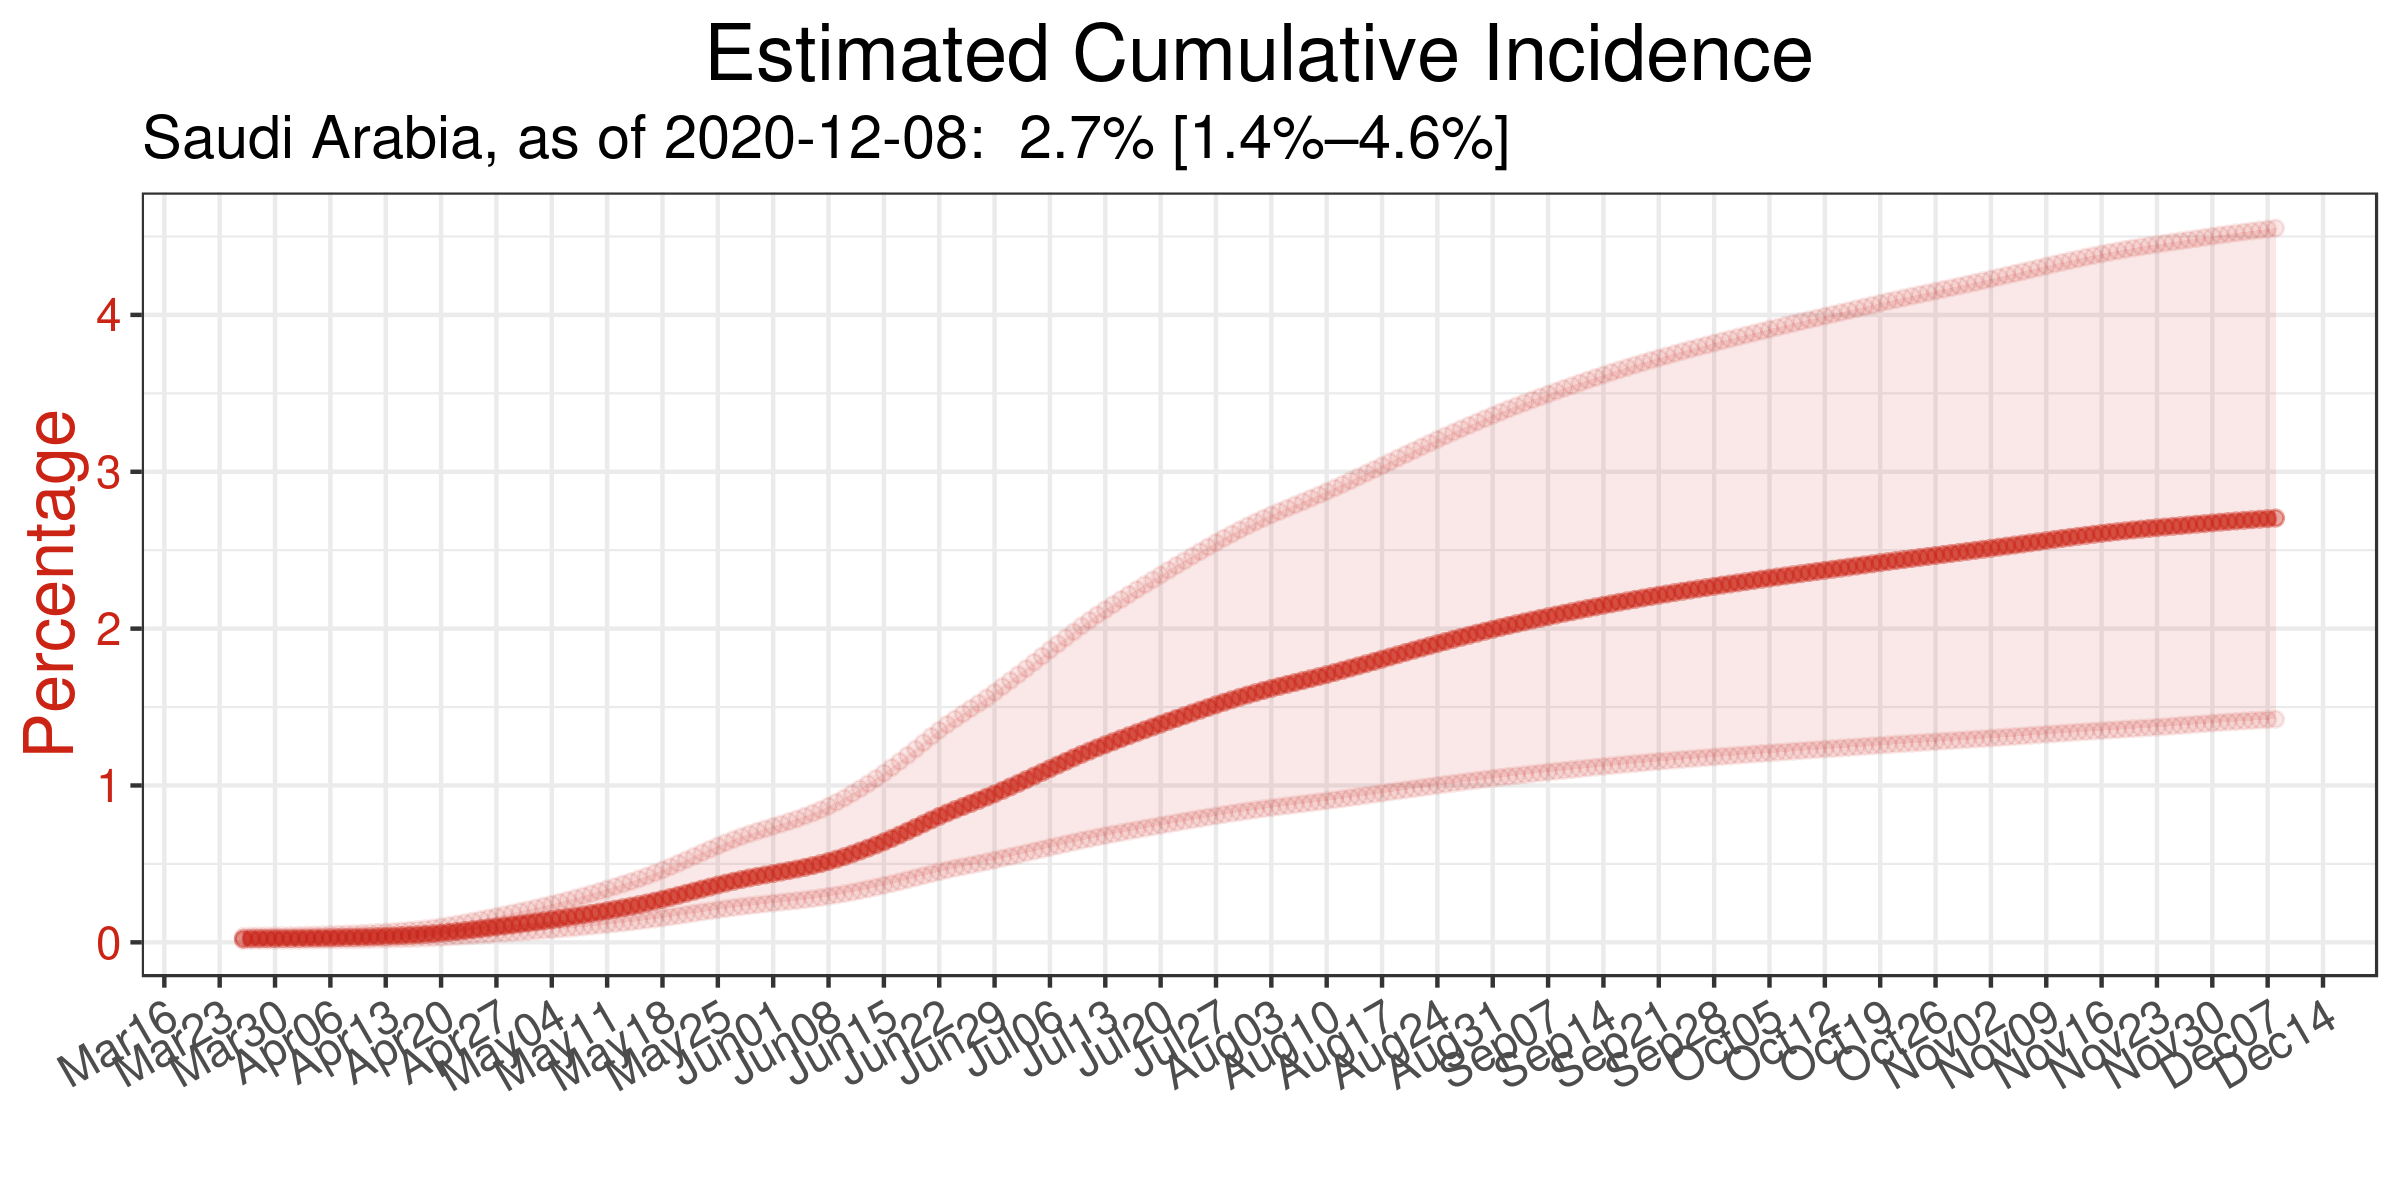 Estimated Cumulative Incidence
Saudi Arabia, as of 2020-12-08:  2.7% [1.4%–4.6%]
Percentage
4
3
2
1
0
Mar16
Mar23
Mar30
Apr06
Apr13
Apr20
Apr27
May04
May11
May18
May25
Jun01
Jun08
Jun15
Jun22
Jun29
Jul06
Jul13
Jul20
Jul27
Aug03
Aug10
Aug17
Aug24
Aug31
Sep07
Sep14
Sep21
Sep28
Oct05
Oct12
Oct19
Oct26
Nov02
Nov09
Nov16
Nov23
Nov30
Dec07
Dec14